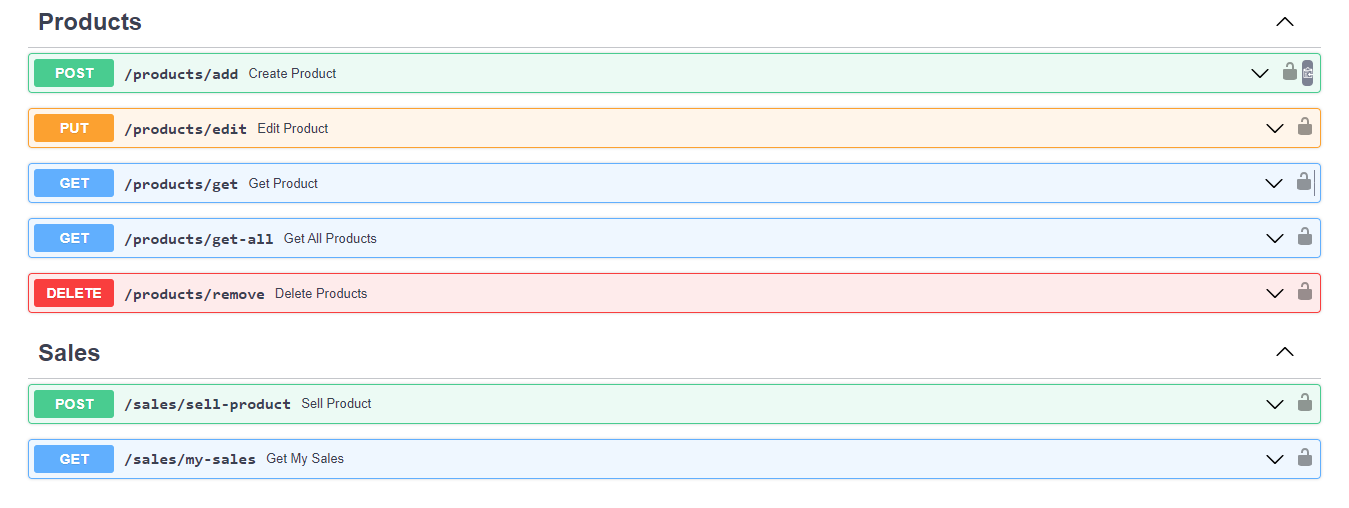 Products
POST /products/add Create Product
PUT /products/edit Edit Product
GET /products/get Get Product
GET /products/get-all Get All Products
DELETE /products/remove Delete Products
Sales
POST /sales/sell-product Sell Product
GET /sales/my-sales Get My Sales